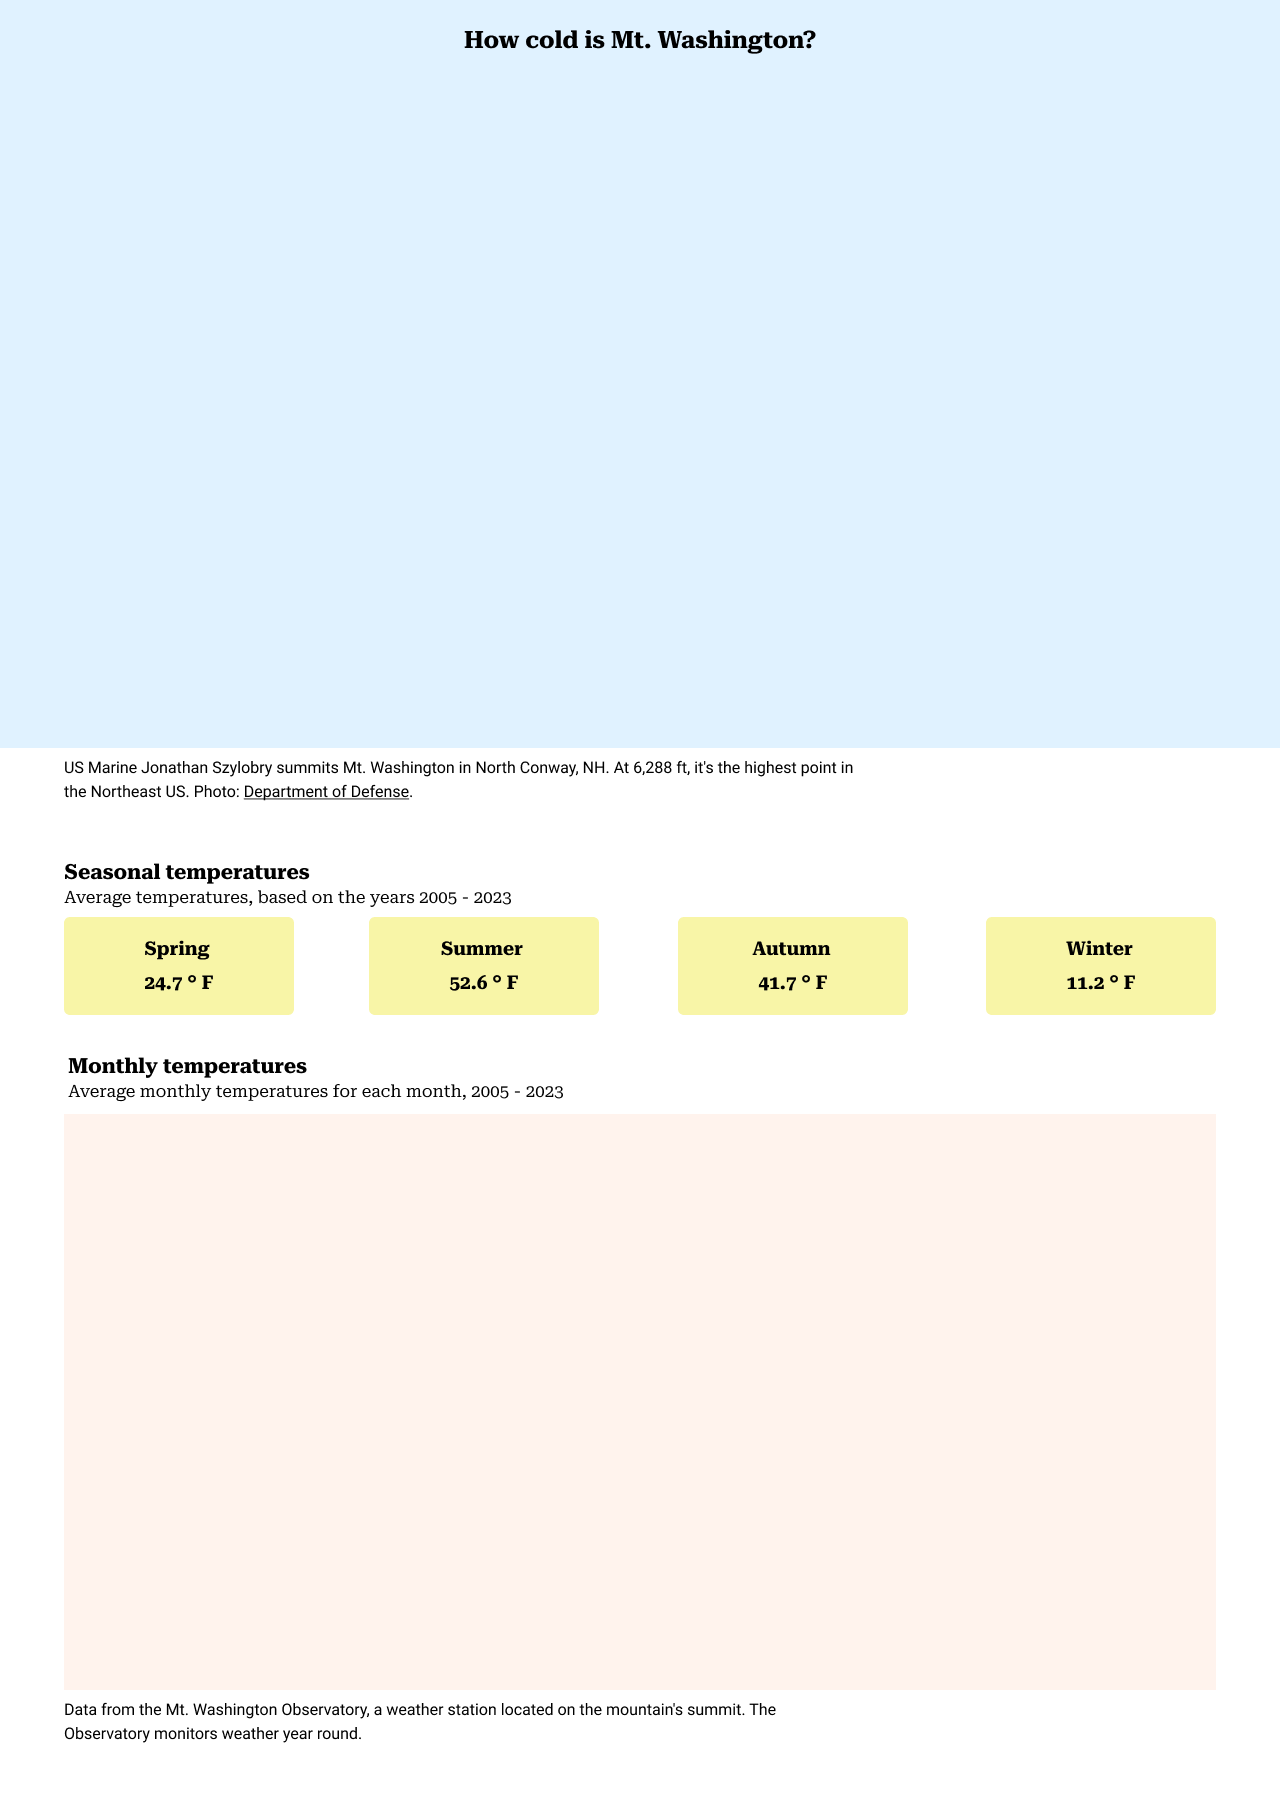 How cold is Mt. Washington?
US Marine Jonathan Szylobry summits Mt. Washington in North Conway, NH. At 6,288 ft, it's the highest point in
the Northeast US. Photo: Department of Defense.
Seasonal temperatures
Average temperatures, based on the years 2005 - 2023
Spring
24.7 ° F
Summer
52.6 ° F
Autumn
41.7 ° F
Winter
11.2 ° F
Monthly temperatures
Average monthly temperatures for each month, 2005 - 2023
Data from the Mt. Washington Observatory, a weather station located on the mountain's summit. The
Observatory monitors weather year round.